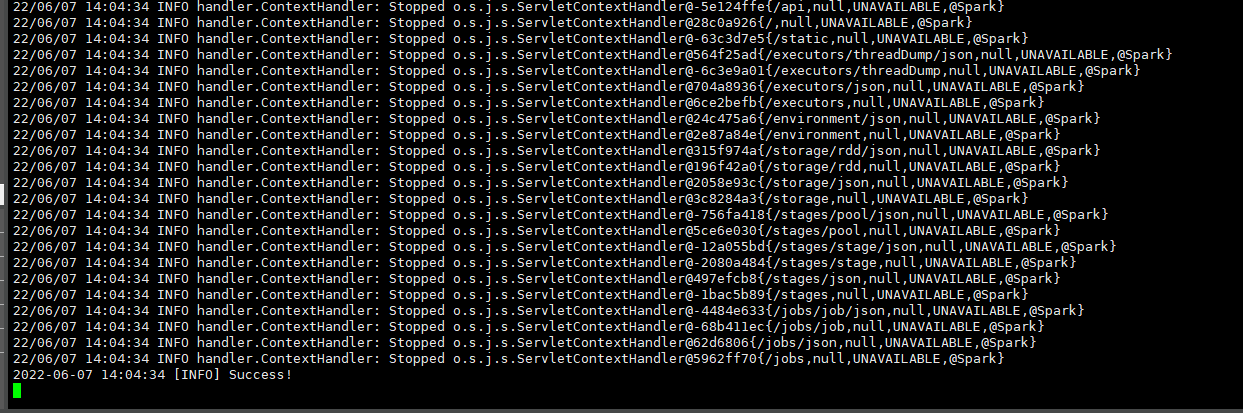 22/06/07 14:04:34 INFO handler.ContextHandler: Stopped o.s.j.s.ServletContextHandler@-5e124ffe{/api,null,UNAVAILABLE,@Spark}
22/06/07 14:04:34 INFO handler.ContextHandler: Stopped o.s.j.s.ServletContextHandler@28c0a926{/,null,UNAVAILABLE,@Spark}
22/06/07 14:04:34 INFO handler.ContextHandler: Stopped o.s.j.s.ServletContextHandler@-63c3d7e5{/static,null,UNAVAILABLE,@Spark}
22/06/07 14:04:34 INFO handler.ContextHandler: Stopped o.s.j.s.ServletContextHandler@564f25ad{/executors/threadDump/json,null,UNAVAILABLE,@Spark}
22/06/07 14:04:34 INFO handler.ContextHandler: Stopped o.s.j.s.ServletContextHandler@-6c3e9a01{/executors/threadDump,null,UNAVAILABLE,@Spark}
22/06/07 14:04:34 INFO handler.ContextHandler: Stopped o.s.j.s.ServletContextHandler@704a8936{/executors/json,null,UNAVAILABLE,@Spark}
22/06/07 14:04:34 INFO handler.ContextHandler: Stopped o.s.j.s.ServletContextHandler@6ce2befb{/executors,null,UNAVAILABLE,@Spark}
22/06/07 14:04:34 INFO handler.ContextHandler: Stopped o.s.j.s.ServletContextHandler@24c475a6{/environment/json,null,UNAVAILABLE,@Spark}
22/06/07 14:04:34 INFO handler.ContextHandler: Stopped o.s.j.s.ServletContextHandler@2e87a84e{/environment,null,UNAVAILABLE,@Spark}
22/06/07 14:04:34 INFO handler.ContextHandler: Stopped o.s.j.s.ServletContextHandler@315f974a{/storage/rdd/json,null,UNAVAILABLE,@Spark}
22/06/07 14:04:34 INFO handler.ContextHandler: Stopped o.s.j.s.ServletContextHandler@196f42a0{/storage/rdd,null,UNAVAILABLE,@Spark}
22/06/07 14:04:34 INFO handler.ContextHandler: Stopped o.s.j.s.ServletContextHandler@2058e93c{/storage/json,null,UNAVAILABLE,@Spark}
22/06/07 14:04:34 INFO handler.ContextHandler: Stopped o.s.j.s.ServletContextHandler@3c8284a3{/storage,null,UNAVAILABLE,@Spark}
22/06/07 14:04:34 INFO handler.ContextHandler: Stopped o.s.j.s.ServletContextHandler@-756fa418{/stages/pool/json,null,UNAVAILABLE,@Spark}
22/06/07 14:04:34 INFO handler.ContextHandler: Stopped o.s.j.s.ServletContextHandler@5ce6e030{/stages/pool,null,UNAVAILABLE,@Spark}
22/06/07 14:04:34 INFO handler.ContextHandler: Stopped o.s.j.s.ServletContextHandler@-12a055bd{/stages/stage/json,null,UNAVAILABLE,@Spark}
22/06/07 14:04:34 INFO handler.ContextHandler: Stopped o.s.j.s.ServletContextHandler@-2080a484{/stages/stage,null,UNAVAILABLE,@Spark}
22/06/07 14:04:34 INFO handler.ContextHandler: Stopped o.s.j.s.ServletContextHandler@497efcb8{/stages/json,null,UNAVAILABLE,@Spark}
22/06/07 14:04:34 INFO handler.ContextHandler: Stopped o.s.j.s.ServletContextHandler@-1bac5b89{/stages,null,UNAVAILABLE,@Spark}
22/06/07 14:04:34 INFO handler.ContextHandler: Stopped o.s.j.s.ServletContextHandler@-4484e633{/jobs/job/json,null,UNAVAILABLE,@Spark}
22/06/07 14:04:34 INFO handler.ContextHandler: Stopped o.s.j.s.ServletContextHandler@-68b411ec{/jobs/job,null,UNAVAILABLE,@Spark}
22/06/07 14:04:34 INFO handler.ContextHandler: Stopped o.s.j.s.ServletContextHandler@62d6806{/jobs/json,null,UNAVAILABLE,@Spark}
22/06/07 14:04:34 INFO handler.ContextHandler: Stopped o.s.j.s.ServletContextHandler@5962ff70{/jobs,null,UNAVAILABLE,@Spark}
2022-06-07 14:04:34 [INFO] Success!